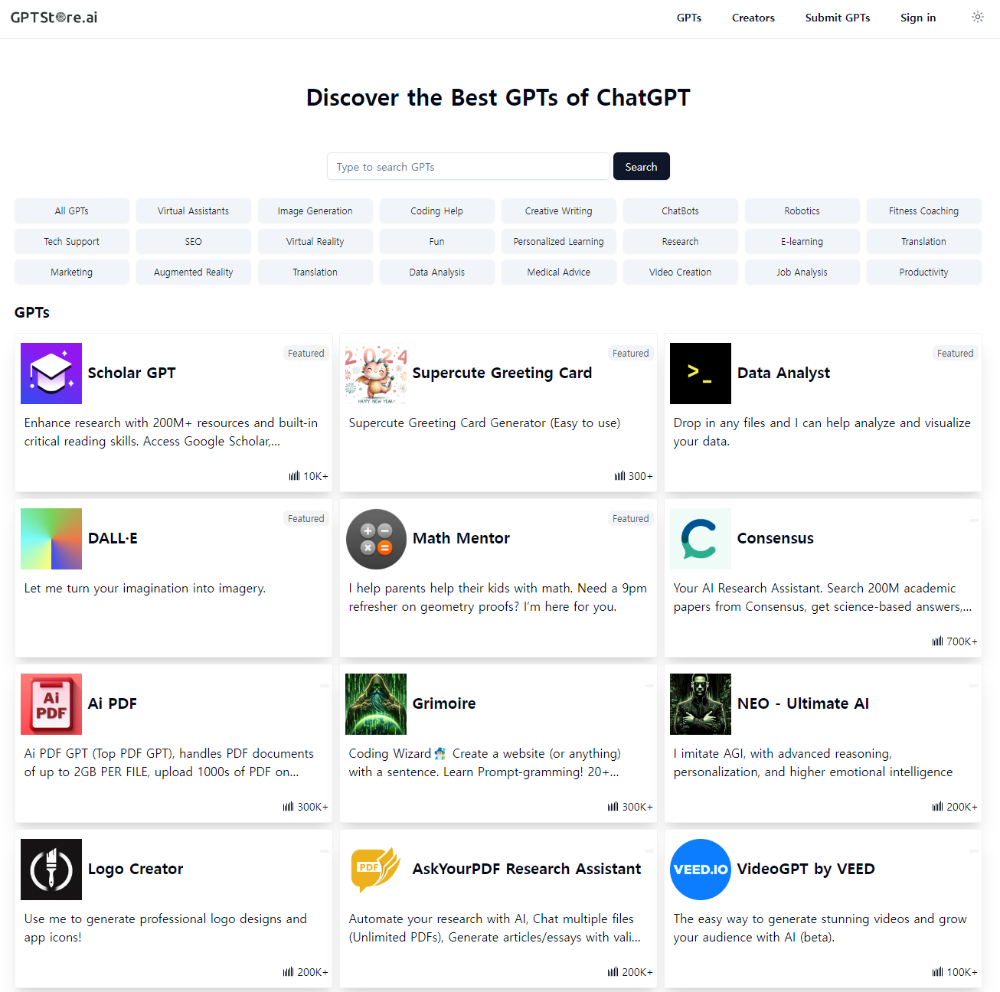 GPTStore.ai
GPTs
Creators
Submit GPTs
Sign in
Discover the Best GPTs of ChatGPT
Type to search GPTs
Search
All GPTs
Virtual Assistants
Image Generation
Coding Help
Creative Writing
ChatBots
Robotics
Fitness Coaching
Tech Support
SEO
Virtual Reality
Fun
Personalized Learning
Research
E-learning
Translation
Marketing
Augmented Reality
Translation
Data Analysis
Medical Advice
Video Creation
Job Analysis
Productivity
GPTs
Featured
Scholar GPT
Enhance research with 200M+ resources and built-in
critical reading skills. Access Google Scholar,...
10K+
2024
HAPPY NEW YEAR
Featured
Supercute Greeting Card
Supercute Greeting Card Generator (Easy to use)
300+
Featured
Data Analyst
Drop in any files and I can help analyze and visualize
your data.
Featured
DALL·E
Let me turn your imagination into imagery.
Featured
Math Mentor
I help parents help their kids with math. Need a 9pm
refresher on geometry proofs? I'm here for you.
Consensus
Your AI Research Assistant. Search 200M academic
papers from Consensus, get science-based answers,...
700K+
Ai
PDF
Ai PDF
Ai PDF GPT (Top PDF GPT), handles PDF documents
of up to 2GB PER FILE, upload 1000s of PDF on...
300K+
Grimoire
Coding Wizard🧙‍♂️ Create a website (or anything)
with a sentence. Learn Prompt-gramming! 20+...
300K+
NEO - Ultimate AI
I imitate AGI, with advanced reasoning,
personalization, and higher emotional intelligence
200K+
Logo Creator
Use me to generate professional logo designs and
app icons!
200K+
PDF
AskYourPDF Research Assistant
Automate your research with AI, Chat multiple files
(Unlimited PDFs), Generate articles/essays with vali...
200K+
VEED.IO
VideoGPT by VEED
The easy way to generate stunning videos and grow
your audience with AI (beta).
100K+